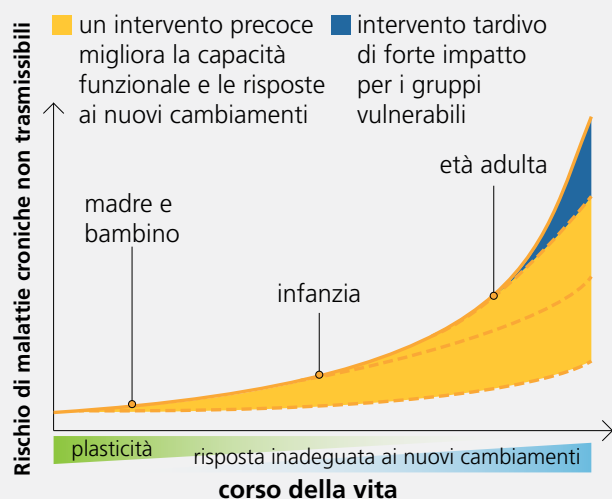 un intervento precoce
migliora la capacità
funzionale e le risposte
ai nuovi cambiamenti
intervento tardivo
di forte impatto
per i gruppi
vulnerabili
Rischio di malattie croniche non trasmissibili
età adulta
madre e
bambino
infanzia
plasticità
risposta inadeguata ai nuovi cambiamenti
corso della vita